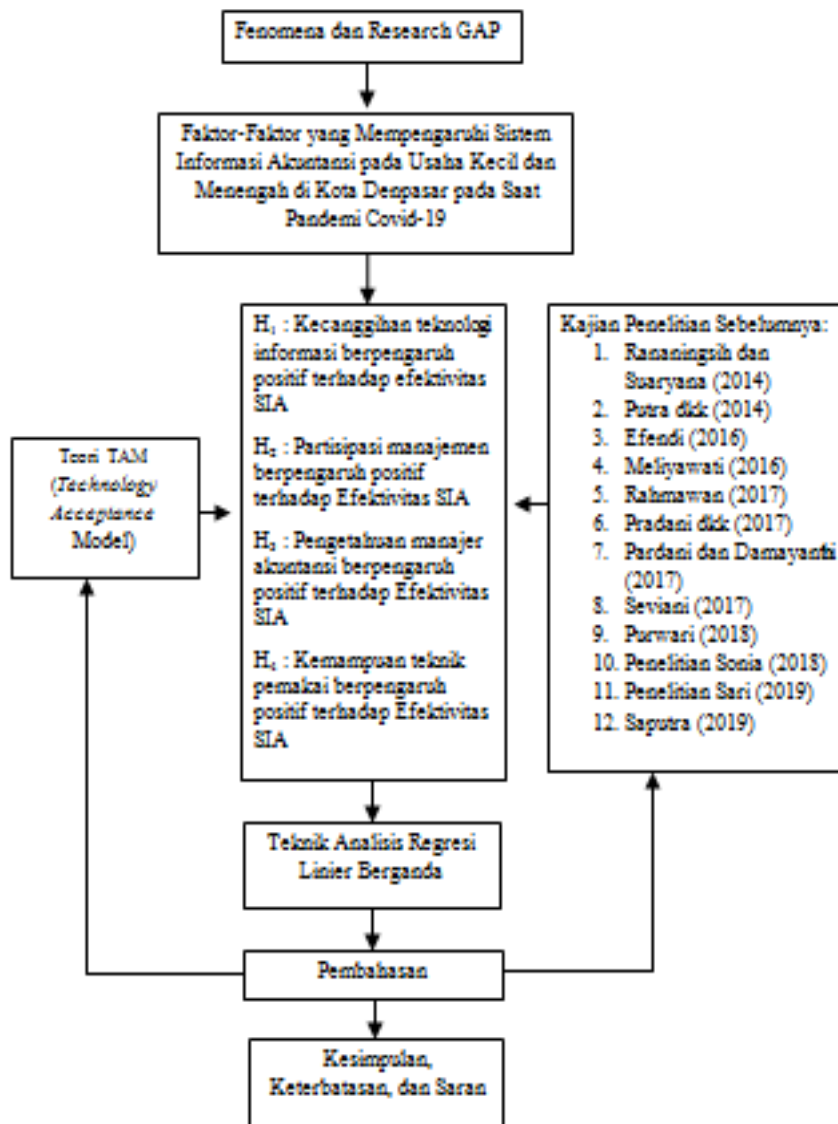 Fenomena dan Research GAP
Faktor-Faktor yang Mempengaruhi Sistem
Informasi Akuntansi pada Usaha Kecil dan
Menengah di Kota Denpasar pada Saat
Pandemi Covid-19
H₁ : Kecanggihan teknologi
informasi berpengaruh
positif terhadap efektivitas
SIA
H₂ : Partisipasi manajemen
berpengaruh positif
terhadap Efektivitas SIA
H₃ : Pengetahuan manajer
akuntansi berpengaruh
positif terhadap Efektivitas
SIA
H₄ : Kemampuan teknik
pemakai berpengaruh
positif terhadap Efektivitas
SIA
Teori TAM
(Technology
Acceptance
Model)
Kajian Penelitian Sebelumnya:
1. Rananingsih dan
Suaryana (2014)
2. Putra dkk (2014)
3. Efendi (2016)
4. Meliyawati (2016)
5. Rahmawan (2017)
6. Pradani dkk (2017)
7. Pardani dan Damayanthi
(2017)
8. Seviani (2017)
9. Purwari (2018)
10. Penelitian Sonia (2018)
11. Penelitian Sari (2019)
12. Saputra (2019)
Teknik Analisis Regresi
Linier Berganda
Pembahasan
Kesimpulan,
Keterbatasan, dan Saran